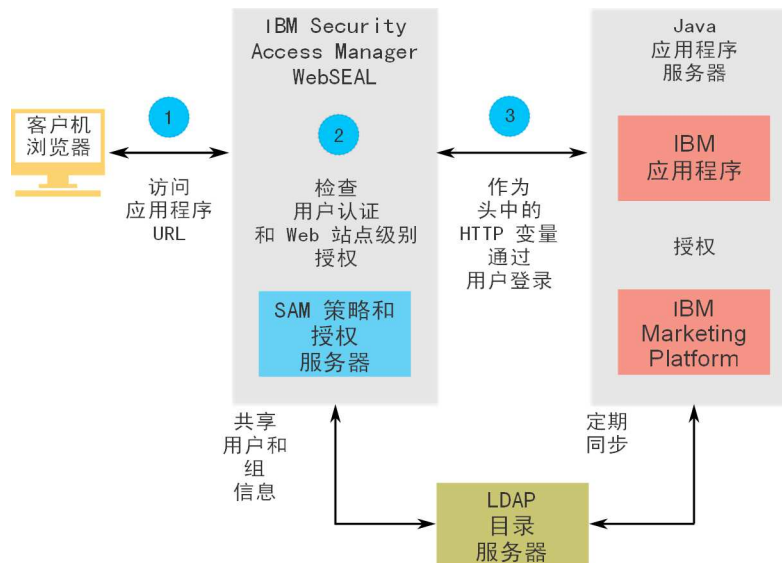 IBM Security
Access Manager
WebSEAL
Java
应用程序
服务器
客户机
浏览器
1
2
3
访问
应用程序
URL
检查
用户认证
和 Web 站点级别
授权
作为
头中的
HTTP 变量
通过
用户登录
IBM
应用程序
授权
SAM 策略和
授权
服务器
IBM
Marketing
Platform
共享
用户和
组
信息
定期
同步
LDAP
目录
服务器